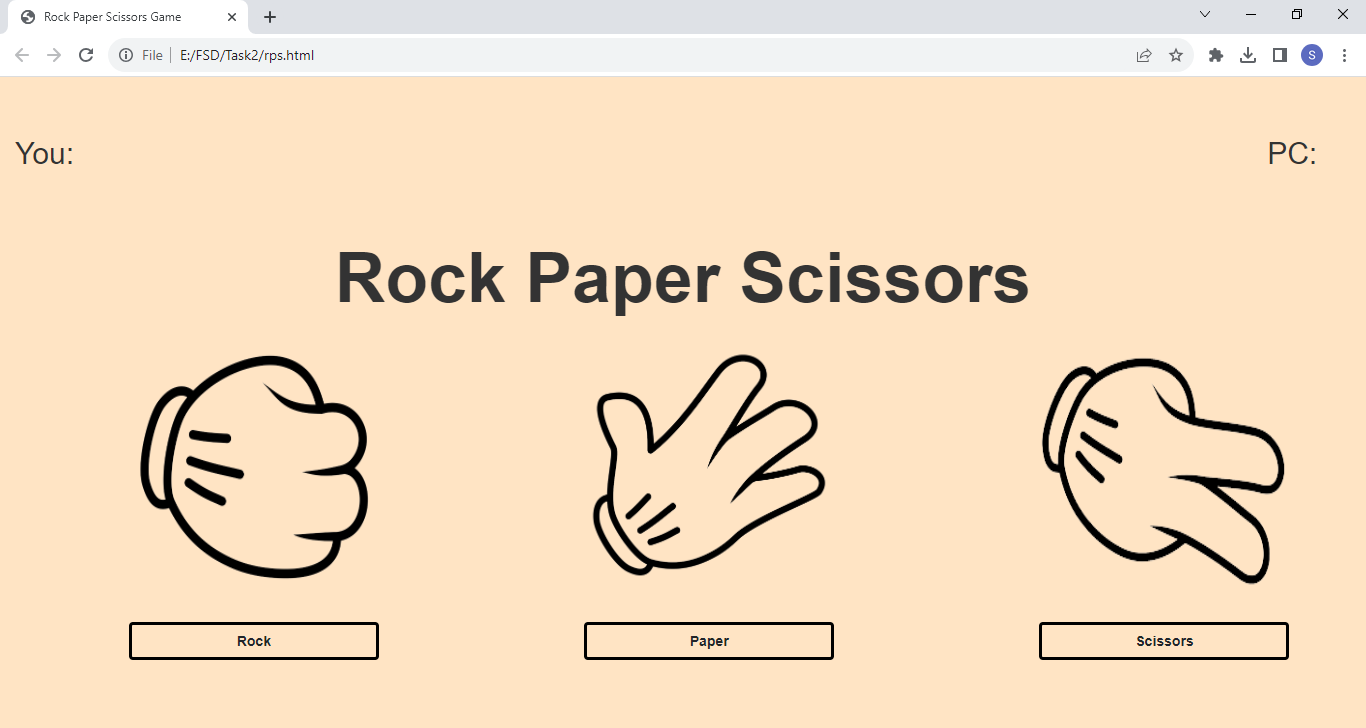 Rock Paper Scissors Game
File E:/FSD/Task2/rps.html
S
You: PC:
Rock Paper Scissors
Rock Paper Scissors